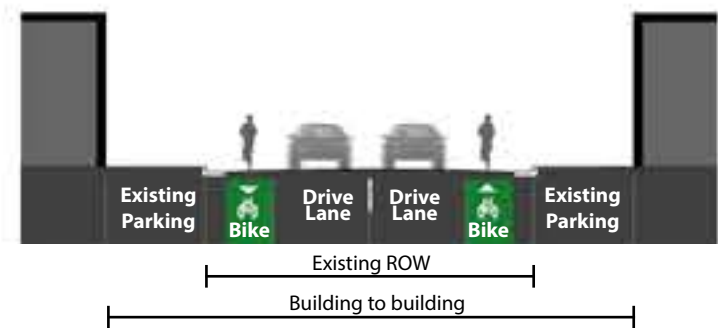 Existing
Parking
Bike
Drive
Lane
Drive
Lane
Bike
Existing
Parking
Existing ROW
Building to building